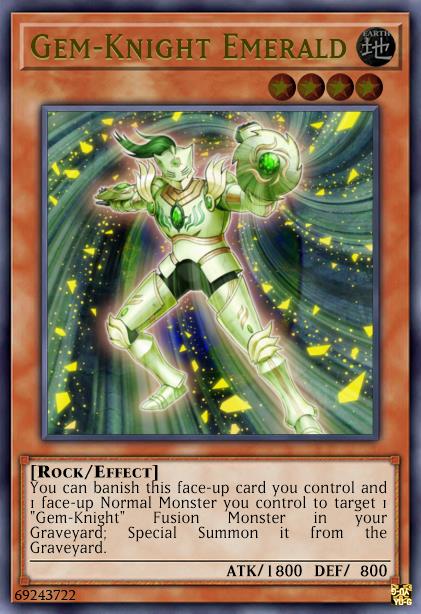 GEM-KNIGHT EMERALD
EARTH
地
[ROCK/EFFECT]
You can banish this face-up card you control and
1 face-up Normal Monster you control to target 1
"Gem-Knight" Fusion Monster in your
Graveyard; Special Summon it from the
Graveyard.
ATK/1800 DEF/ 800
69243722